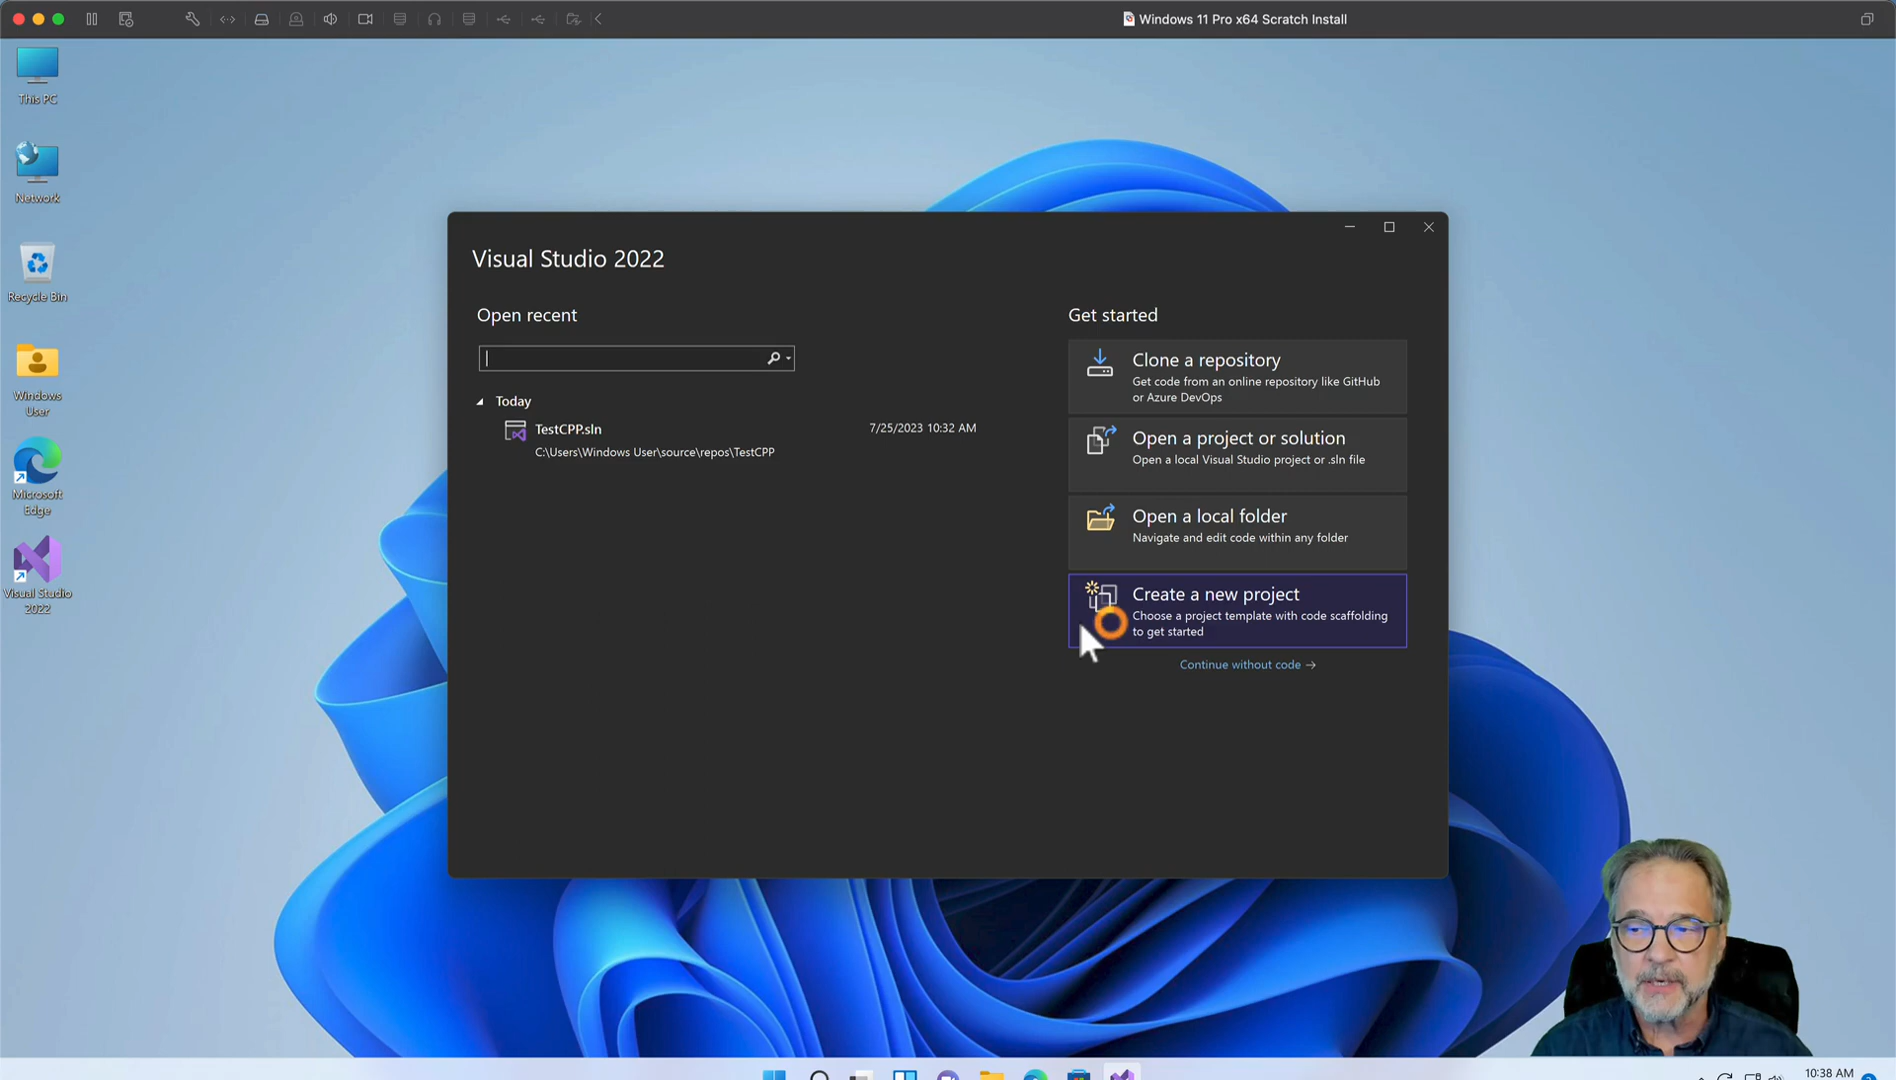 Windows 11 Pro x64 Scratch Install
This PC
Network
Recycle Bin
Windows
User
Microsoft
Edge
Visual Studio
2022
Visual Studio 2022
Open recent
Today
TestCPP.sln
7/25/2023 10:32 AM
C:\Users\Windows User\source\repos\TestCPP
Get started
Clone a repository
Get code from an online repository like GitHub
or Azure DevOps
Open a project or solution
Open a local Visual Studio project or .sln file
Open a local folder
Navigate and edit code within any folder
Create a new project
Choose a project template with code scaffolding
to get started
Continue without code →
10:38 AM